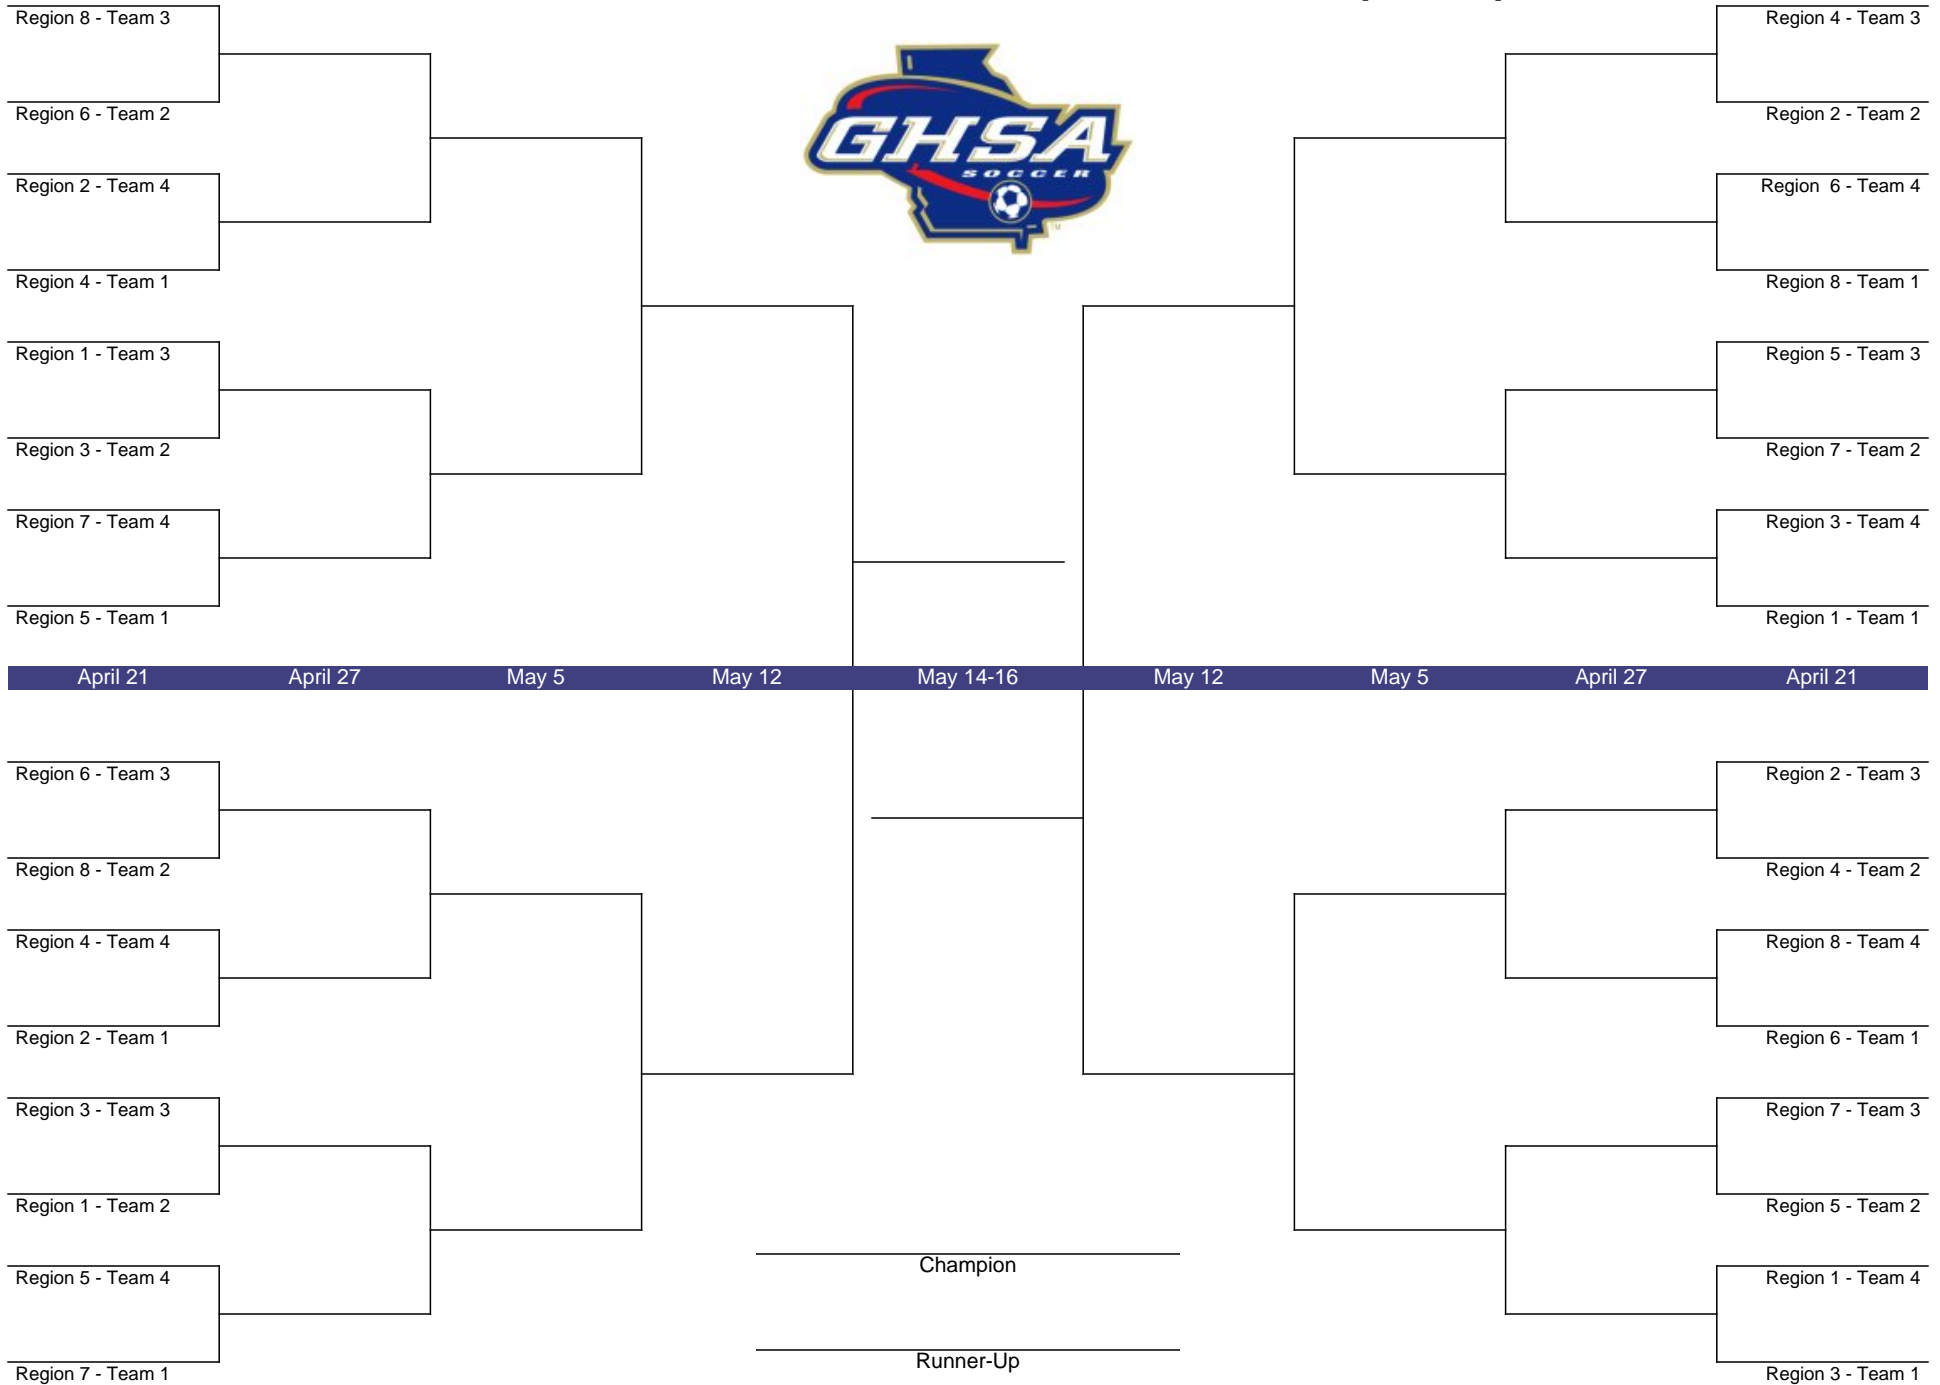 Region 8 - Team 3
Region 6 - Team 2
Region 2 - Team 4
Region 4 - Team 1
Region 1 - Team 3
Region 3 - Team 2
Region 7 - Team 4
Region 5 - Team 1
GHSA
SOCCER
TM
Region 4 - Team 3
Region 2 - Team 2
Region  6 - Team 4
Region 8 - Team 1
Region 5 - Team 3
Region 7 - Team 2
Region 3 - Team 4
Region 1 - Team 1
April 21 April 27 May 5 May 12 May 14-16 May 12 May 5 April 27 April 21
Region 6 - Team 3
Region 8 - Team 2
Region 4 - Team 4
Region 2 - Team 1
Region 3 - Team 3
Region 1 - Team 2
Region 5 - Team 4
Region 7 - Team 1
Champion
Runner-Up
Region 2 - Team 3
Region 4 - Team 2
Region 8 - Team 4
Region 6 - Team 1
Region 7 - Team 3
Region 5 - Team 2
Region 1 - Team 4
Region 3 - Team 1